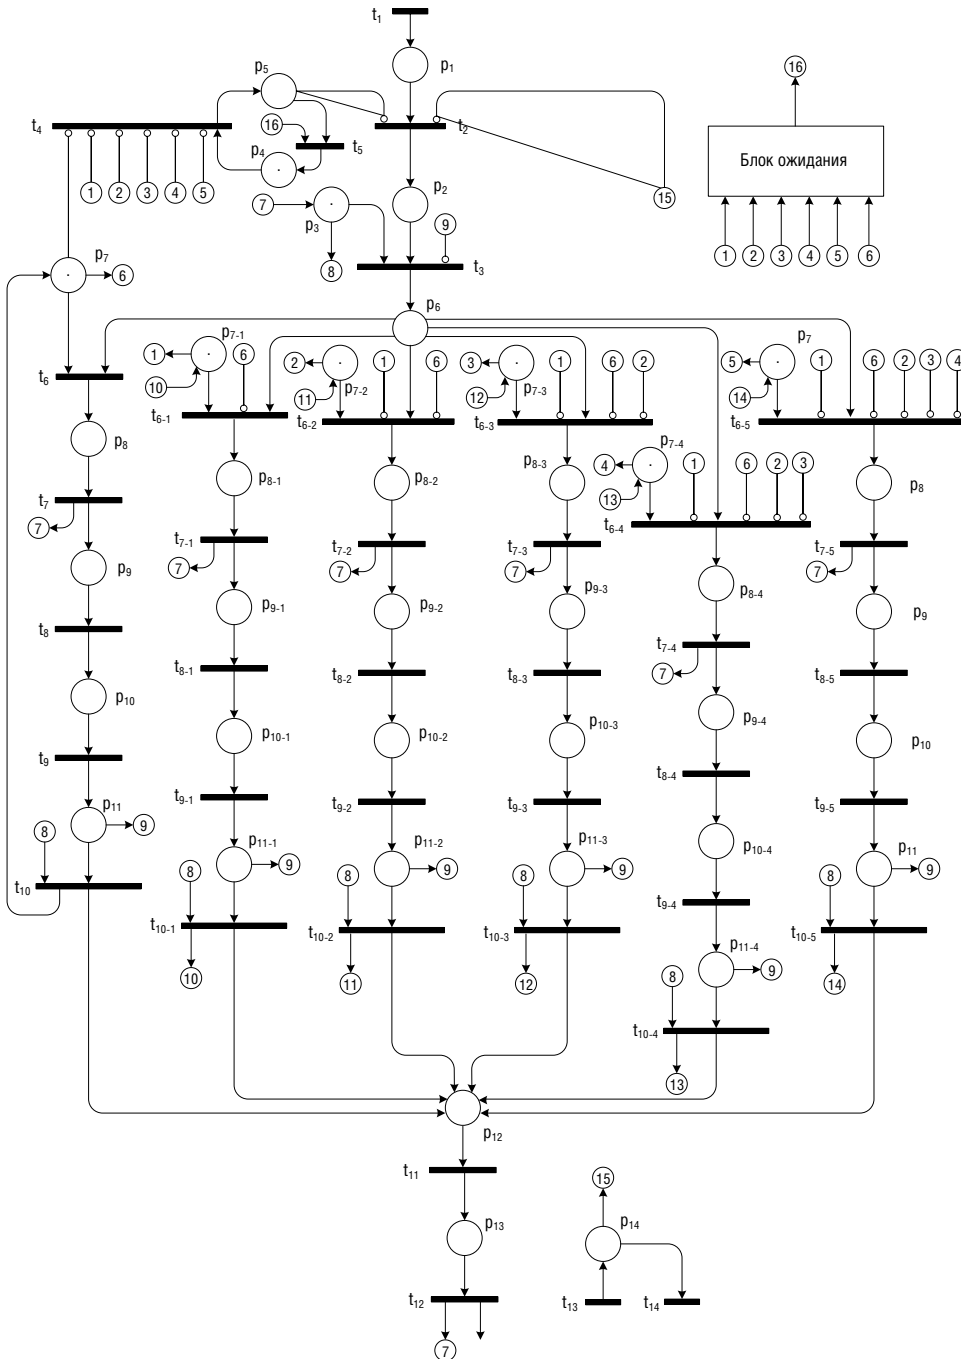 t1
p1
p5
16
t4
16
t2
t5
Блок ожидания
p4
1 2 3 4 5
p2
15
7
p3
9
8
t3
1 2 3 4 5 6
p7
6
p6
p7-1
1
6
10
2
p7-2
1
6
11
3
p7-3
1
6
2
12
p7
5
1
6
2
3
4
14
t6
t6-1
t6-2
t6-3
t6-5
p7-4
4
1
6
2
3
13
p8
p8-1
p8-2
p8-3
p8
t7
7
t6-4
t7-1
7
t7-2
7
t7-3
7
t7-5
7
p9
p8-4
p9-1
p9-2
p9-3
p9
t8
t7-4
7
t8-1
t8-2
t8-3
t8-5
p10
p9-4
p10-1
p10-2
p10-3
p10
t9
t8-4
t9-1
t9-2
t9-3
t9-5
p11
8
9
p10-4
p11-1
8
9
p11-2
8
9
p11-3
8
9
p11
8
9
t10
t9-4
t10-1
t10-2
t10-3
t10-5
10
11
12
p11-4
8
9
14
t10-4
13
p12
t11
15
p13
p14
t12
t13
t14
7